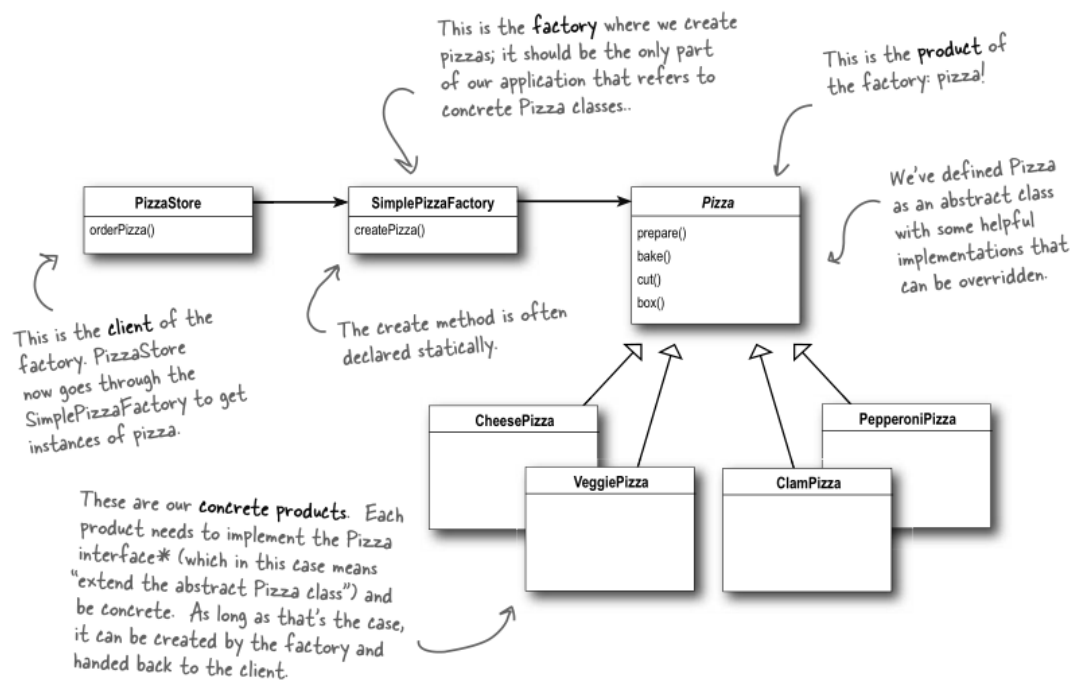 This is the factory where we create
pizzas; it should be the only part
of our application that refers to
concrete Pizza classes..
This is the product of
the factory: pizza!
We've defined Pizza
as an abstract class
with some helpful
implementations that
can be overridden.
PizzaStore
orderPizza()
SimplePizzaFactory
createPizza()
Pizza
prepare()
bake()
cut()
box()
This is the client of the
factory. PizzaStore
now goes through the
SimplePizzaFactory to get
instances of pizza.
The create method is often
declared statically.
CheesePizza
VeggiePizza
ClamPizza
PepperoniPizza
These are our concrete products. Each
product needs to implement the Pizza
interface* (which in this case means
"extend the abstract Pizza class") and
be concrete. As long as that's the case,
it can be created by the factory and
handed back to the client.